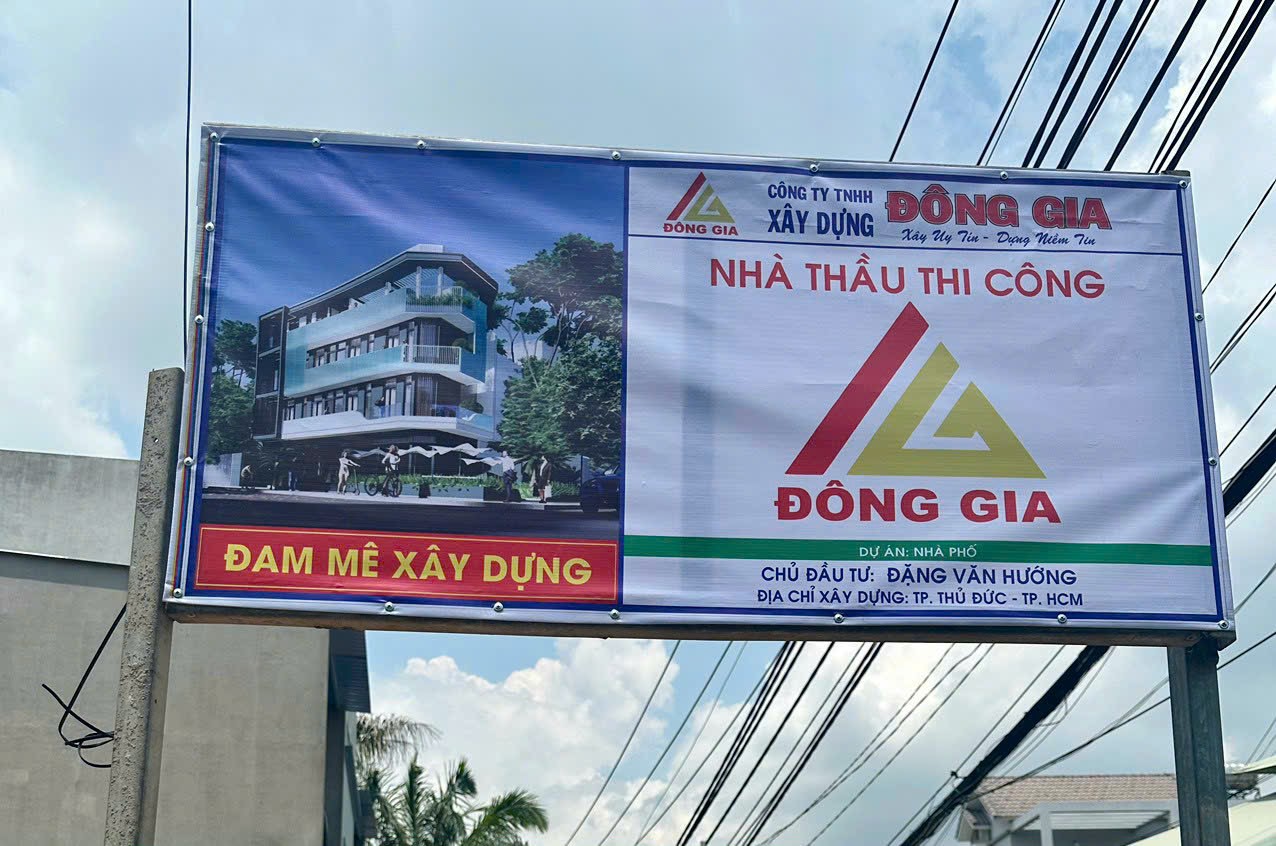 ĐÔNG GIA
CÔNG TY TNHH
XÂY DỰNG
ĐÔNG GIA
Xây Uy Tín - Dựng Niềm Tin
NHÀ THẦU THI CÔNG
ĐÔNG GIA
DỰ ÁN: NHÀ PHỐ
CHỦ ĐẦU TƯ: ĐẶNG VĂN HƯỚNG
ĐỊA CHỈ XÂY DỰNG: TP. THỦ ĐỨC - TP. HCM
ĐAM MÊ XÂY DỰNG